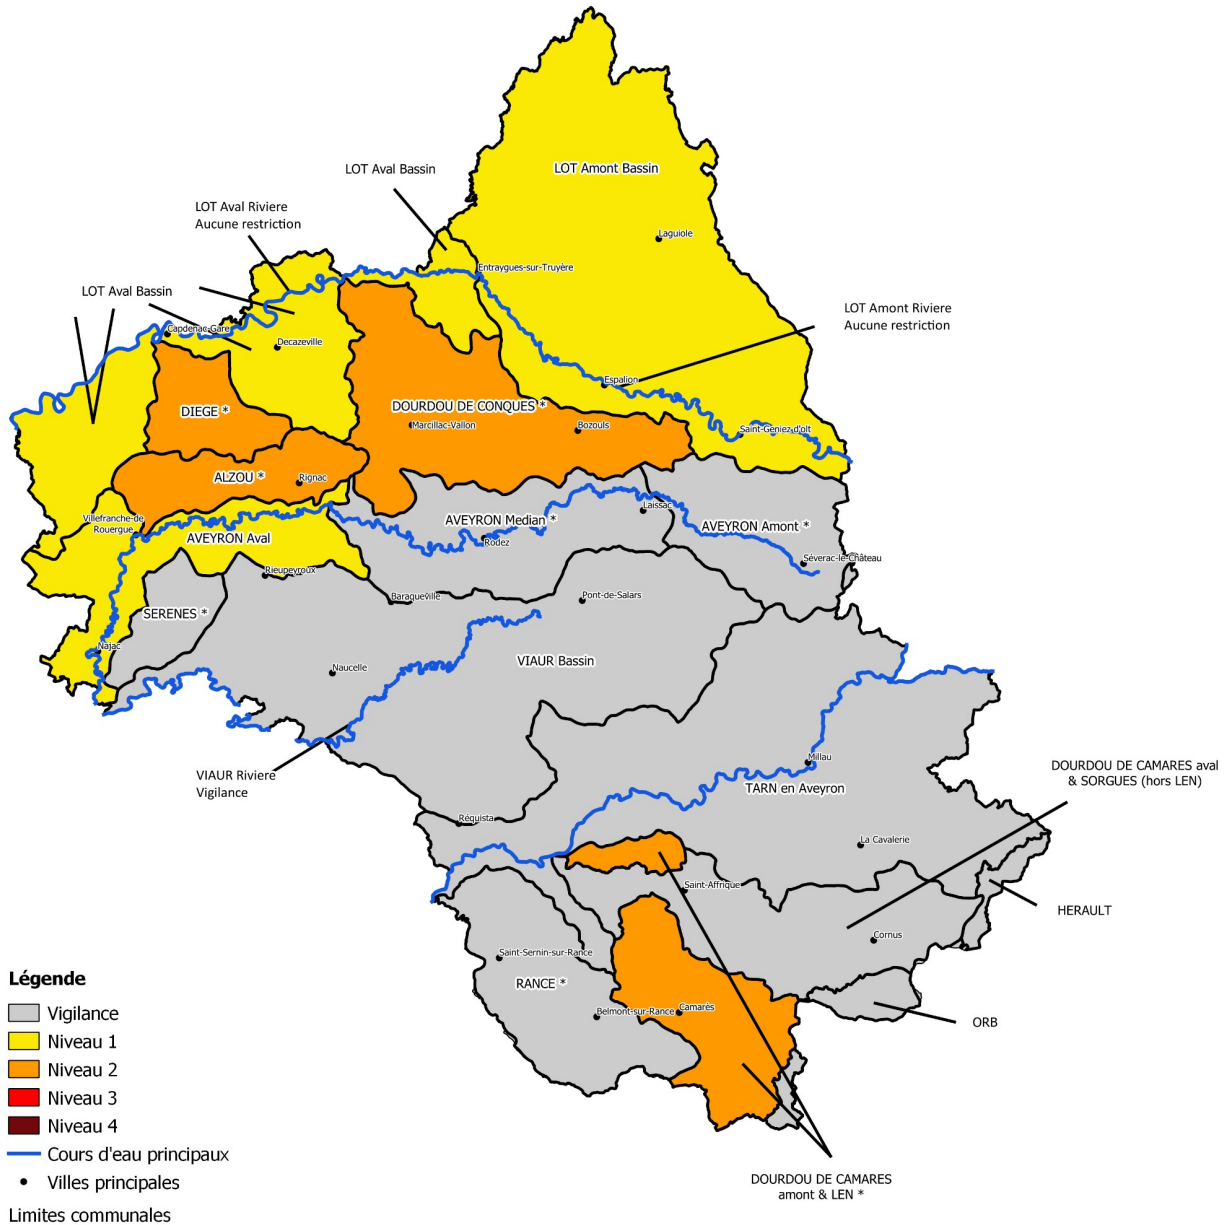 LOT Aval Bassin
LOT Amont Bassin
LOT Aval Riviere
Aucune restriction
Laguiole
Entraygues-sur-Truyère
LOT Aval Bassin
LOT Amont Riviere
Aucune restriction
Capdenac-Gare
Decazeville
Espalion
DIEGE *
DOURDOU DE CONQUES *
Marcillac-Vallon
Bozouls
Saint-Geniez d'olt
ALZOU *
Rignac
Villefranche-de
Rouergue
AVEYRON Median *
Laissac
AVEYRON Amont *
AVEYRON Aval
Rodez
Séverac-le-Château
Rieupeyroux
Baraqueville
Pont-de-Salars
SERENES *
Najac
Naucelle
VIAUR Bassin
VIAUR Riviere
Vigilance
Millau
TARN en Aveyron
DOURDOU DE CAMARES aval
& SORGUES (hors LEN)
Réquista
La Cavalerie
Saint-Affrique
HERAULT
Cornus
Saint-Sernin-sur-Rance
RANCE *
Belmont-sur-Rance
Camarès
ORB
DOURDOU DE CAMARES
amont & LEN *
Légende
Vigilance
Niveau 1
Niveau 2
Niveau 3
Niveau 4
Cours d'eau principaux
Villes principales
Limites communales